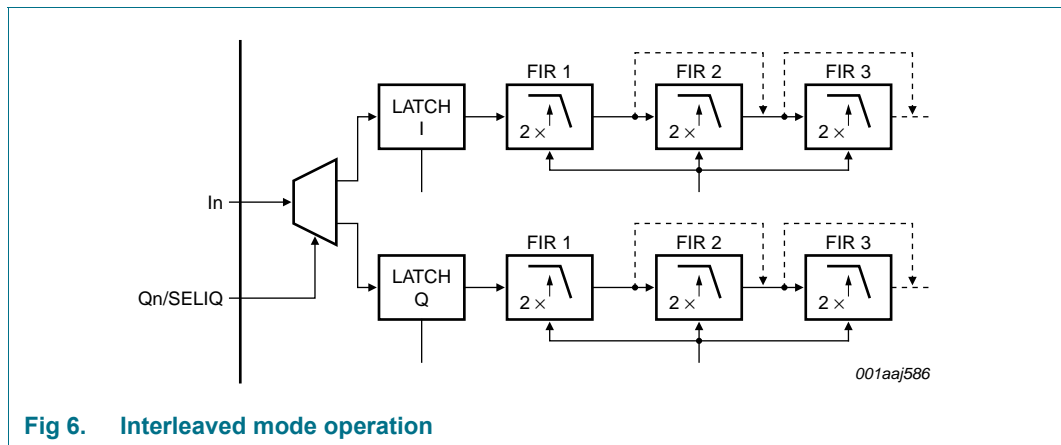 FIR 1 FIR 2 FIR 3
LATCH
I
2 × 2 × 2 ×
In
FIR 1 FIR 2 FIR 3
LATCH
Q
Qn/SELIQ
2 × 2 × 2 ×
001aaj586
Fig 6. Interleaved mode operation